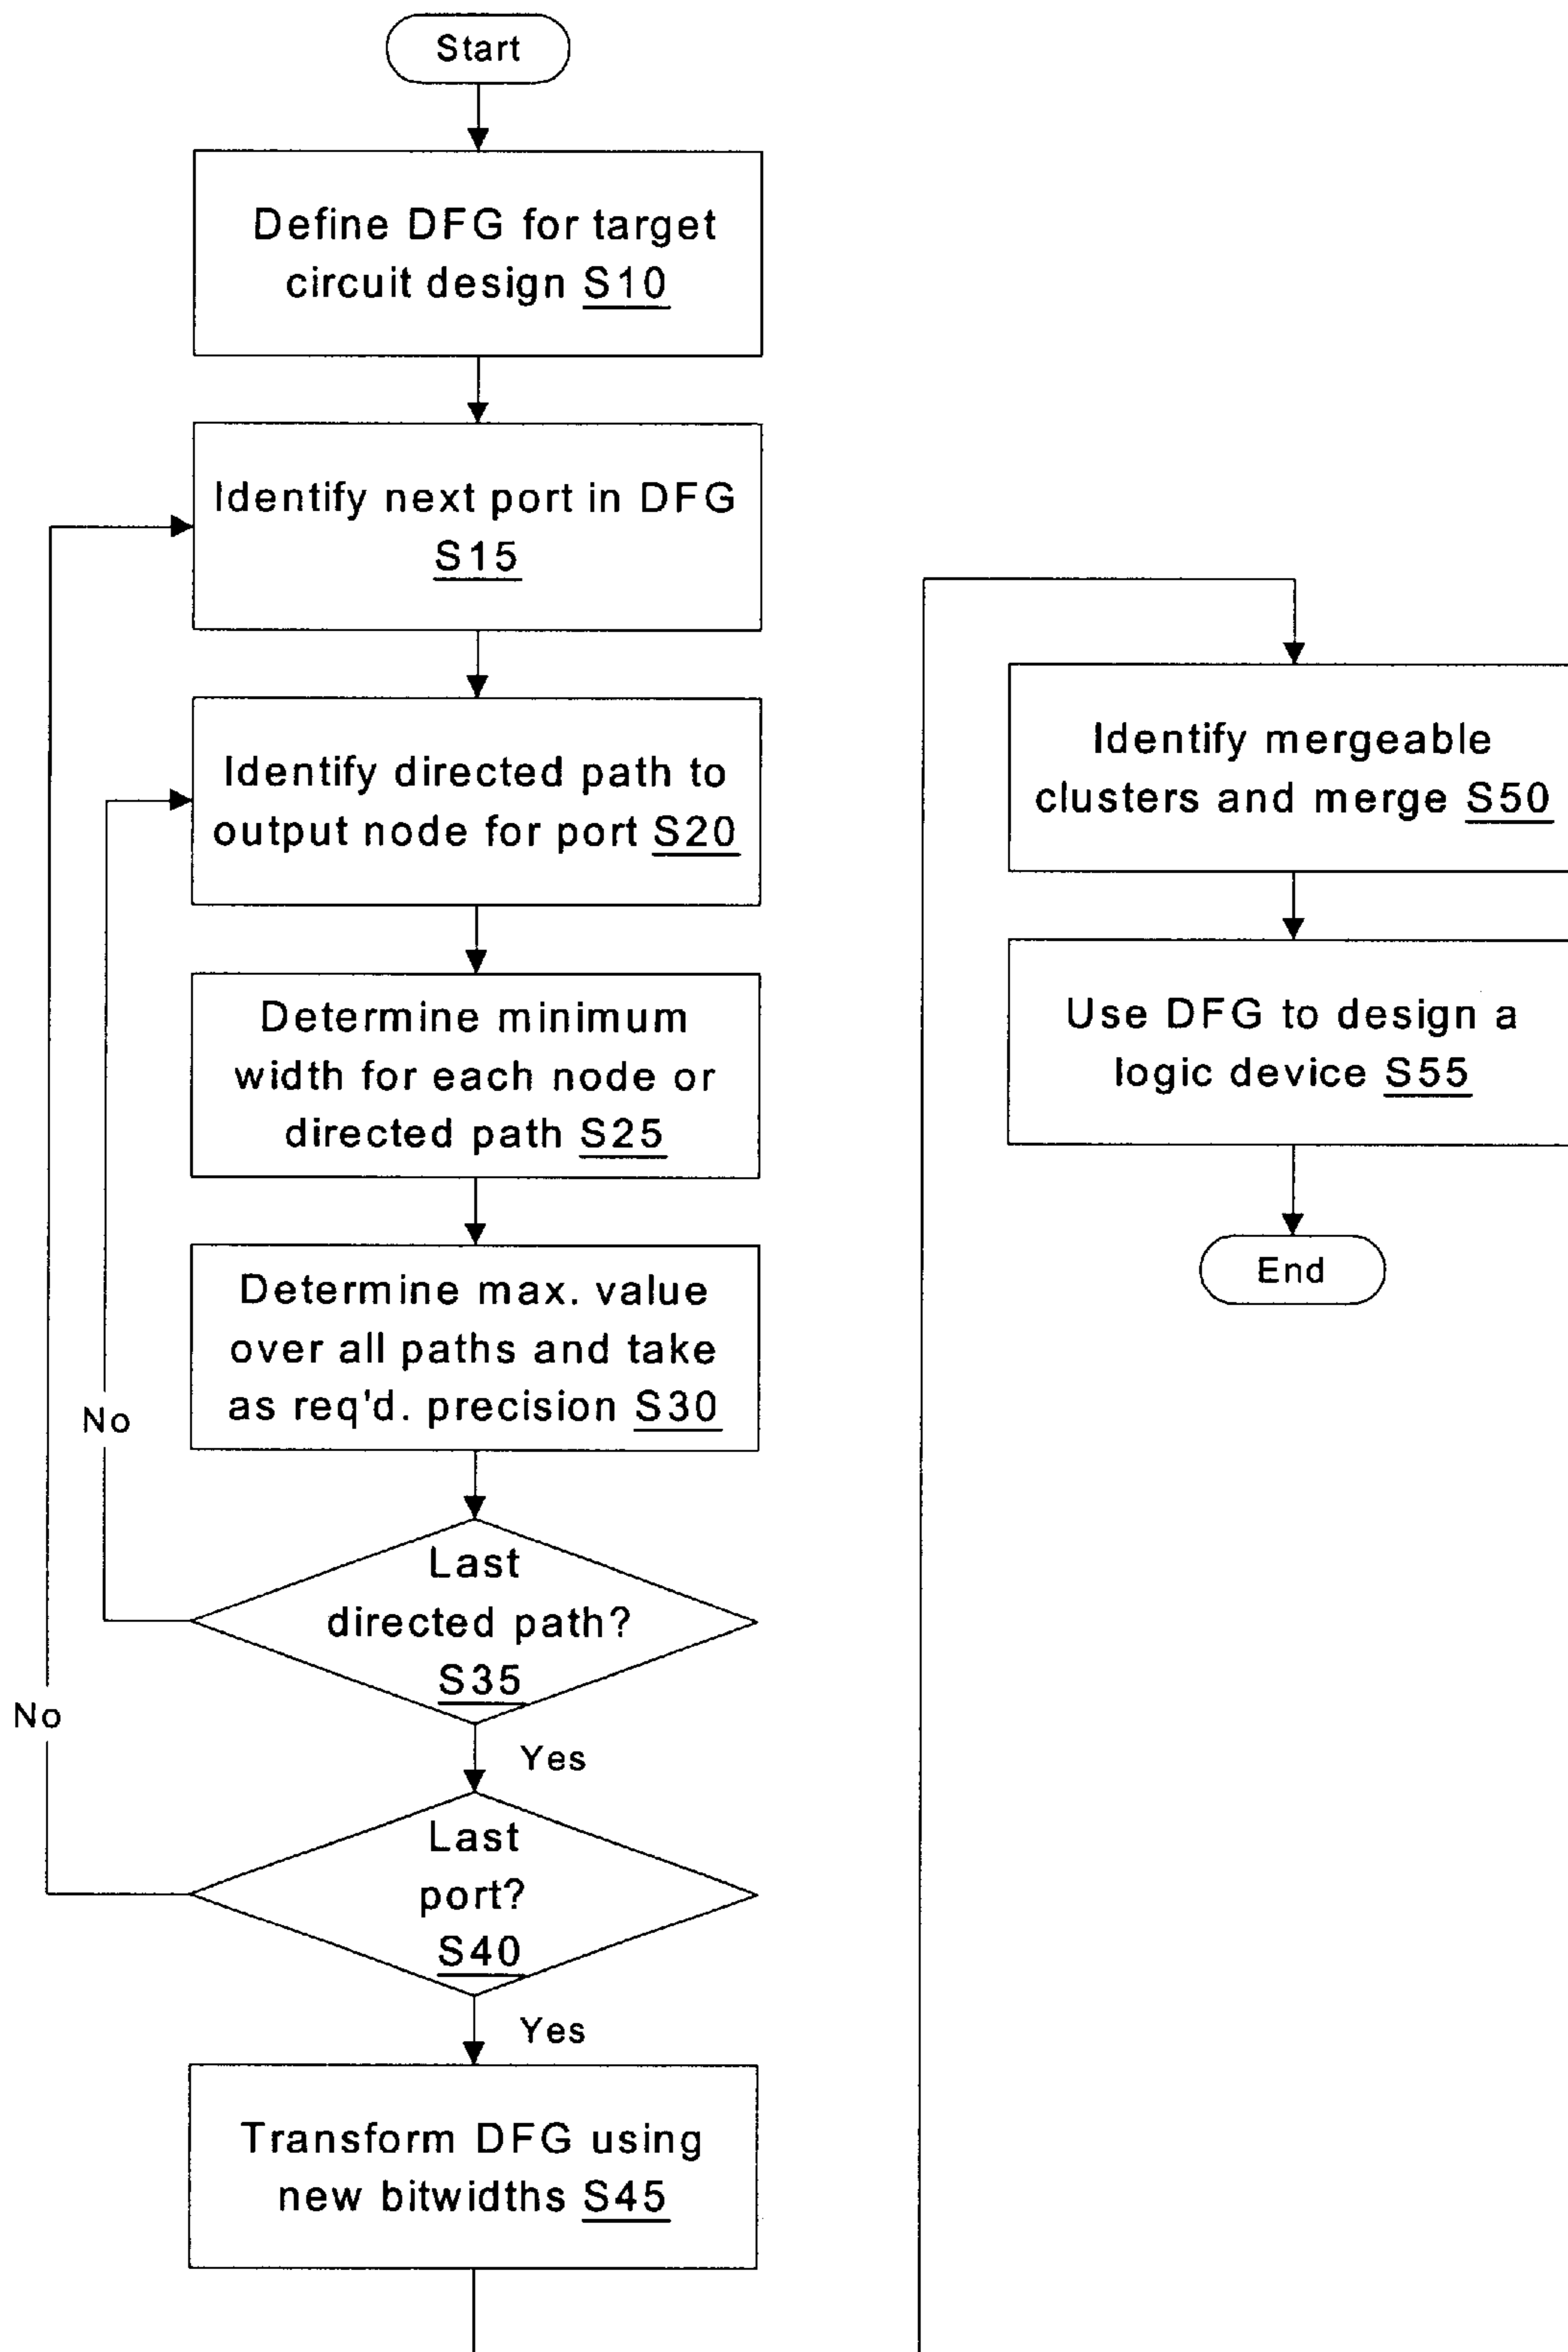 Start
Define DFG for target
circuit design S10
Identify next port in DFG
S15
Identify directed path to
output node for port S20
Determine minimum
width for each node or
directed path S25
Determine max. value
over all paths and take
as req'd. precision S30
No
Last
directed path?
S35
No
Yes
Last
port?
S40
Yes
Transform DFG using
new bitwidths S45
Identify mergeable
clusters and merge S50
Use DFG to design a
logic device S55
End